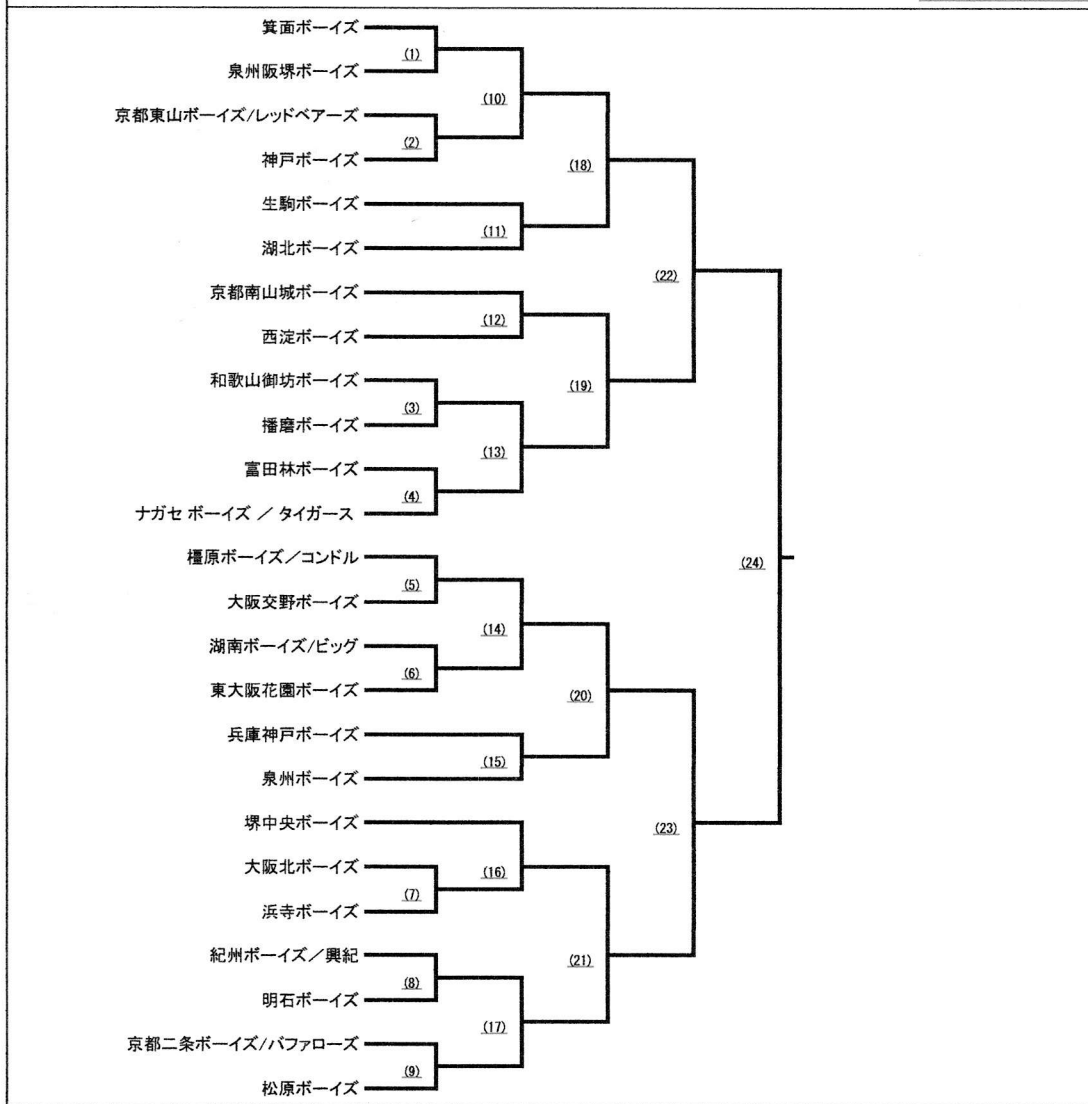 箕面ボーイズ
(1)
泉州阪堺ボーイズ
(10)
京都東山ボーイズ/レッドベアーズ
(2)
神戸ボーイズ
(18)
生駒ボーイズ
(11)
湖北ボーイズ
(22)
京都南山城ボーイズ
(12)
西淀ボーイズ
(19)
和歌山御坊ボーイズ
(3)
播磨ボーイズ
(13)
富田林ボーイズ
(4)
ナガセ ボーイズ ／ タイガース
橿原ボーイズ／コンドル
(24)
(5)
大阪交野ボーイズ
(14)
湖南ボーイズ/ビッグ
(6)
東大阪花園ボーイズ
(20)
兵庫神戸ボーイズ
(15)
泉州ボーイズ
堺中央ボーイズ
(23)
大阪北ボーイズ
(16)
(7)
浜寺ボーイズ
紀州ボーイズ／興紀
(21)
(8)
明石ボーイズ
(17)
京都二条ボーイズ/バファローズ
(9)
松原ボーイズ